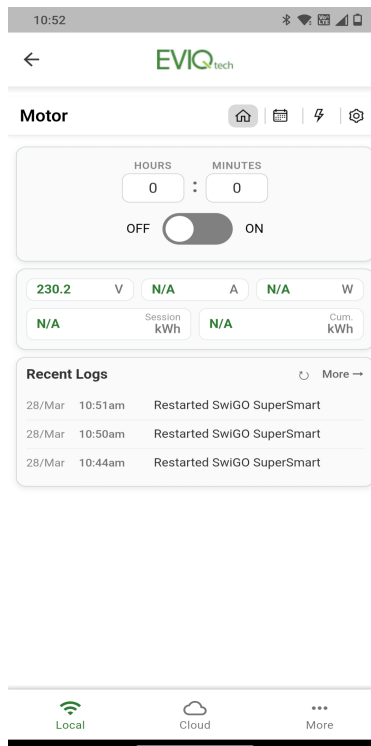 10:52
EVIQtech
Motor
HOURS MINUTES
0 : 0
OFF ON
230.2 V N/A A N/A W
N/A Session kWh N/A Cum. kWh
Recent Logs More →
28/Mar 10:51am Restarted SwiGO SuperSmart
28/Mar 10:50am Restarted SwiGO SuperSmart
28/Mar 10:44am Restarted SwiGO SuperSmart
Local Cloud More